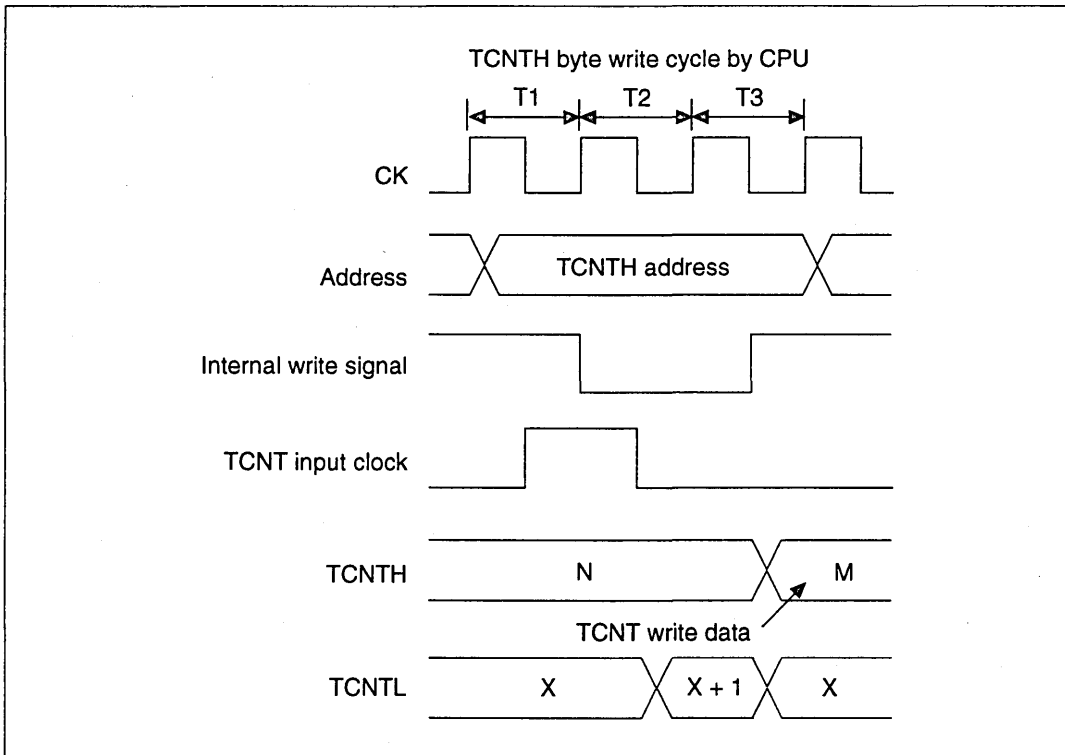 TCNTH byte write cycle by CPU
T1 T2 T3
CK
Address
TCNTH address
Internal write signal
TCNT input clock
TCNTH
N
M
TCNT write data
TCNTL
X
X + 1
X